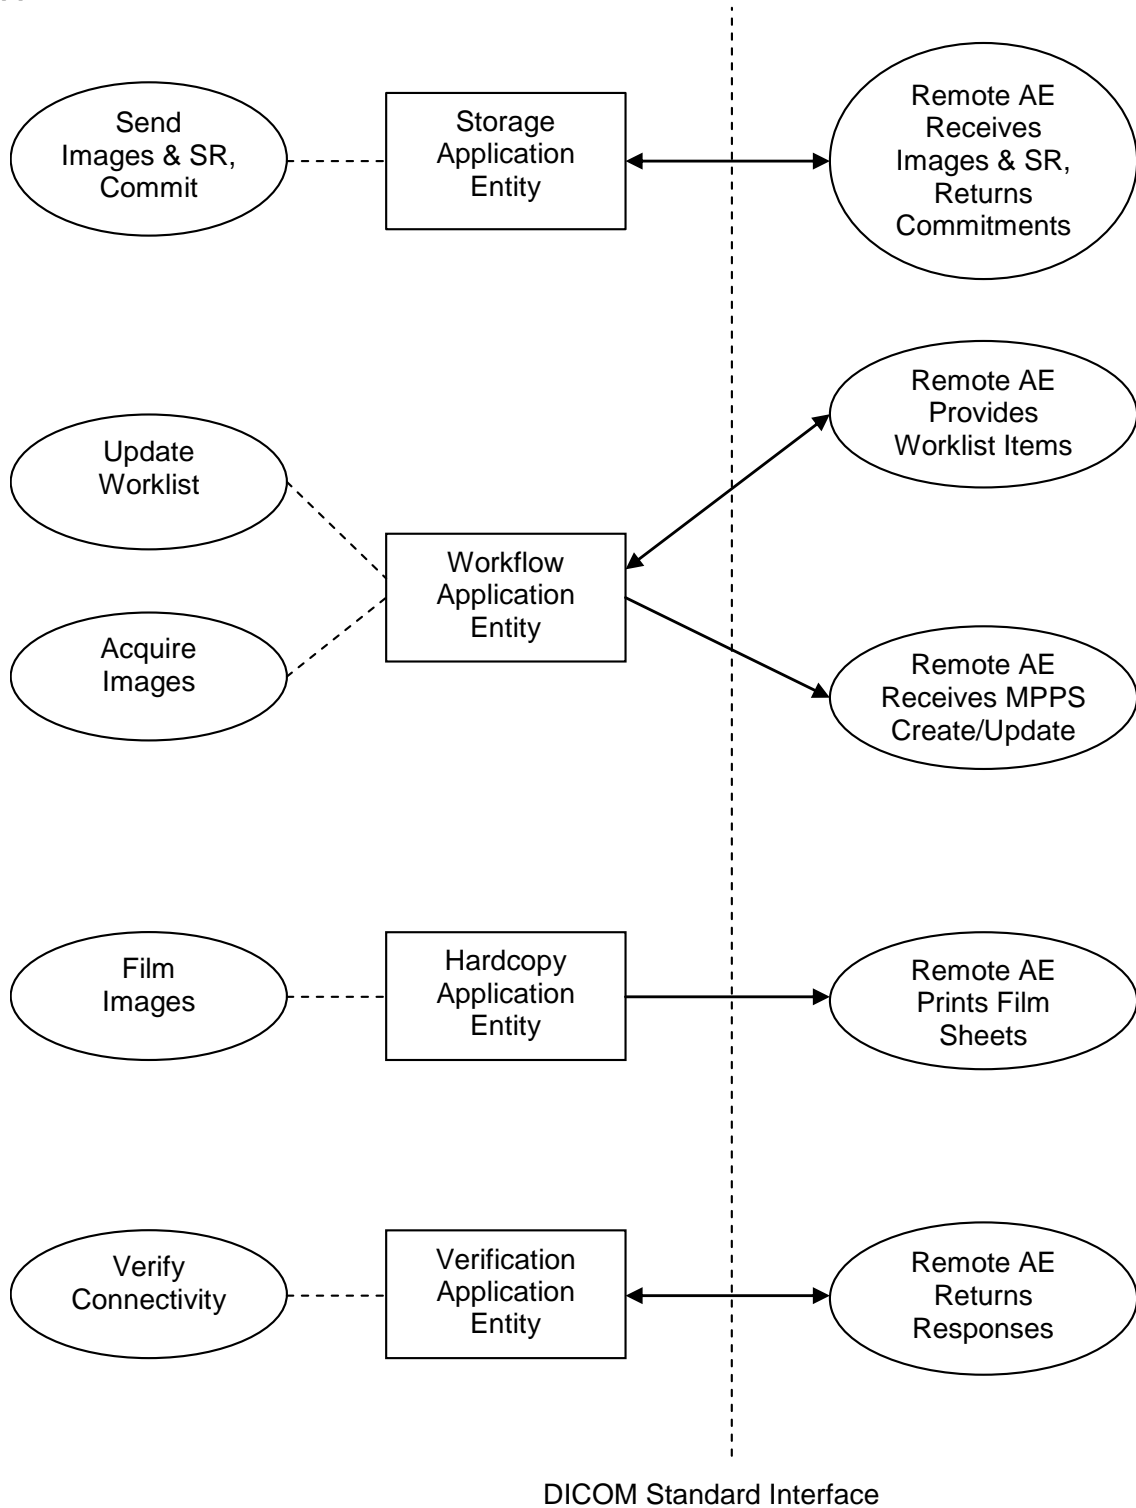 Send
Images & SR,
Commit
Storage
Application
Entity
Remote AE
Receives
Images & SR,
Returns
Commitments
Update
Worklist
Acquire
Images
Workflow
Application
Entity
Remote AE
Provides
Worklist Items
Remote AE
Receives MPPS
Create/Update
Film
Images
Hardcopy
Application
Entity
Remote AE
Prints Film
Sheets
Verify
Connectivity
Verification
Application
Entity
Remote AE
Returns
Responses
DICOM Standard Interface